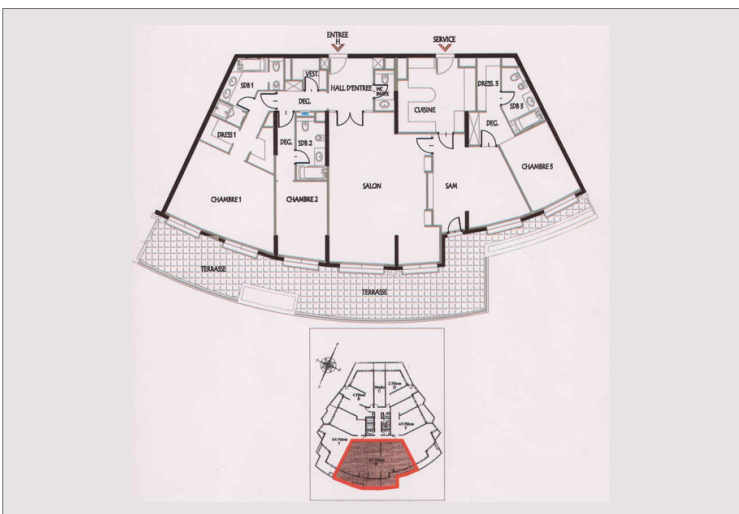 ENTREE
H
SERVICE
SDB 1
VEST.
HALL D'ENTREE
WC
DRESS. 3
SDB 3
DEG.
CUISINE
DRESS 1
DEG.
SDB 2
DEG.
CHAMBRE 3
CHAMBRE 1
CHAMBRE 2
SALON
SAM
TERRASSE
TERRASSE